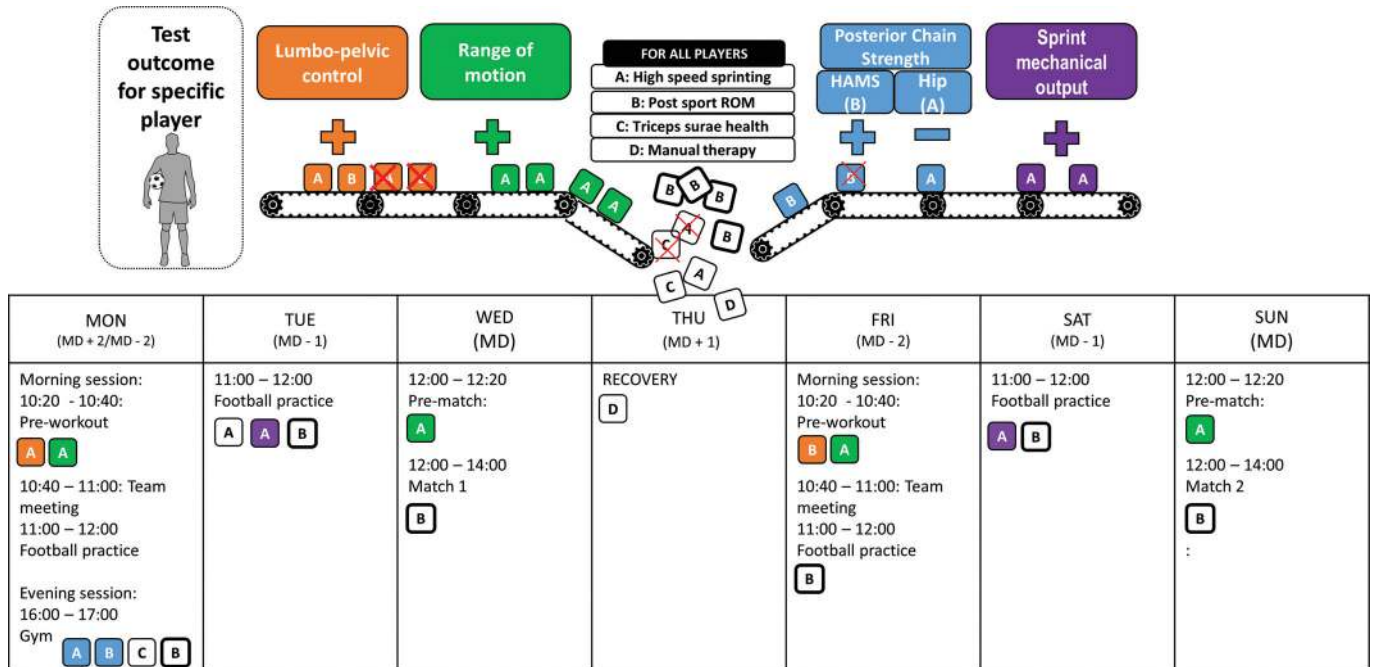 Test
outcome
for specific
player
Lumbo-pelvic
control
Range of
motion
FOR ALL PLAYERS
A: High speed sprinting
B: Post sport ROM
C: Triceps surae health
D: Manual therapy
Posterior Chain
Strength
HAMS
(B)
Hip
(A)
Sprint
mechanical
output
A B
A A
A
A
B B B
A
C
B
A
C
D
B
B
A
A A
MON
(MD + 2/MD - 2)
TUE
(MD - 1)
WED
(MD)
THU
(MD + 1)
FRI
(MD - 2)
SAT
(MD - 1)
SUN
(MD)
Morning session:
10:20 - 10:40:
Pre-workout
A A
10:40 – 11:00: Team
meeting
11:00 – 12:00
Football practice
Evening session:
16:00 – 17:00
Gym A B C B
11:00 – 12:00
Football practice
A A B
12:00 – 12:20
Pre-match:
A
12:00 – 14:00
Match 1
B
RECOVERY
D
Morning session:
10:20 - 10:40:
Pre-workout
B A
10:40 – 11:00: Team
meeting
11:00 – 12:00
Football practice
B
11:00 – 12:00
Football practice
A B
12:00 – 12:20
Pre-match:
A
12:00 – 14:00
Match 2
B
: